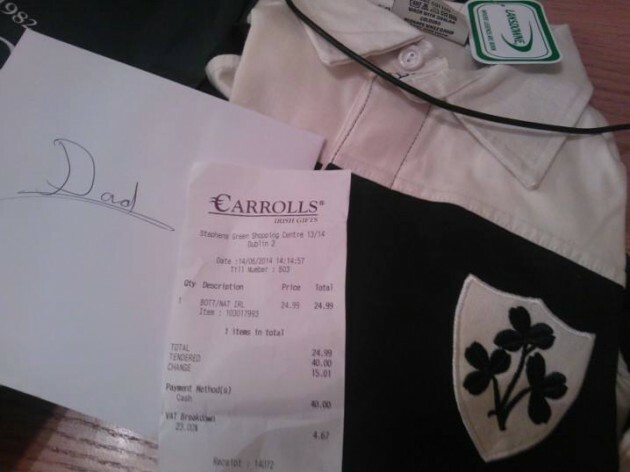 1982
LANSDOWNE
Dad
CARROLLS®
IRISH GIFTS
Stephens Green Shopping Centre 13/14
Dublin 2
Date :14/06/2014 14:14:57
Till Number : 603
Qty Description Price Total
1 BOTT/NAT IRL 24.99 24.99
Item : 103017993
1 items in total
TOTAL 24.99
TENDERED 40.00
CHANGE 15.01
Payment Method(s)
Cash 40.00
VAT Breakdown
23.00% 4.67
Receipt : 14072